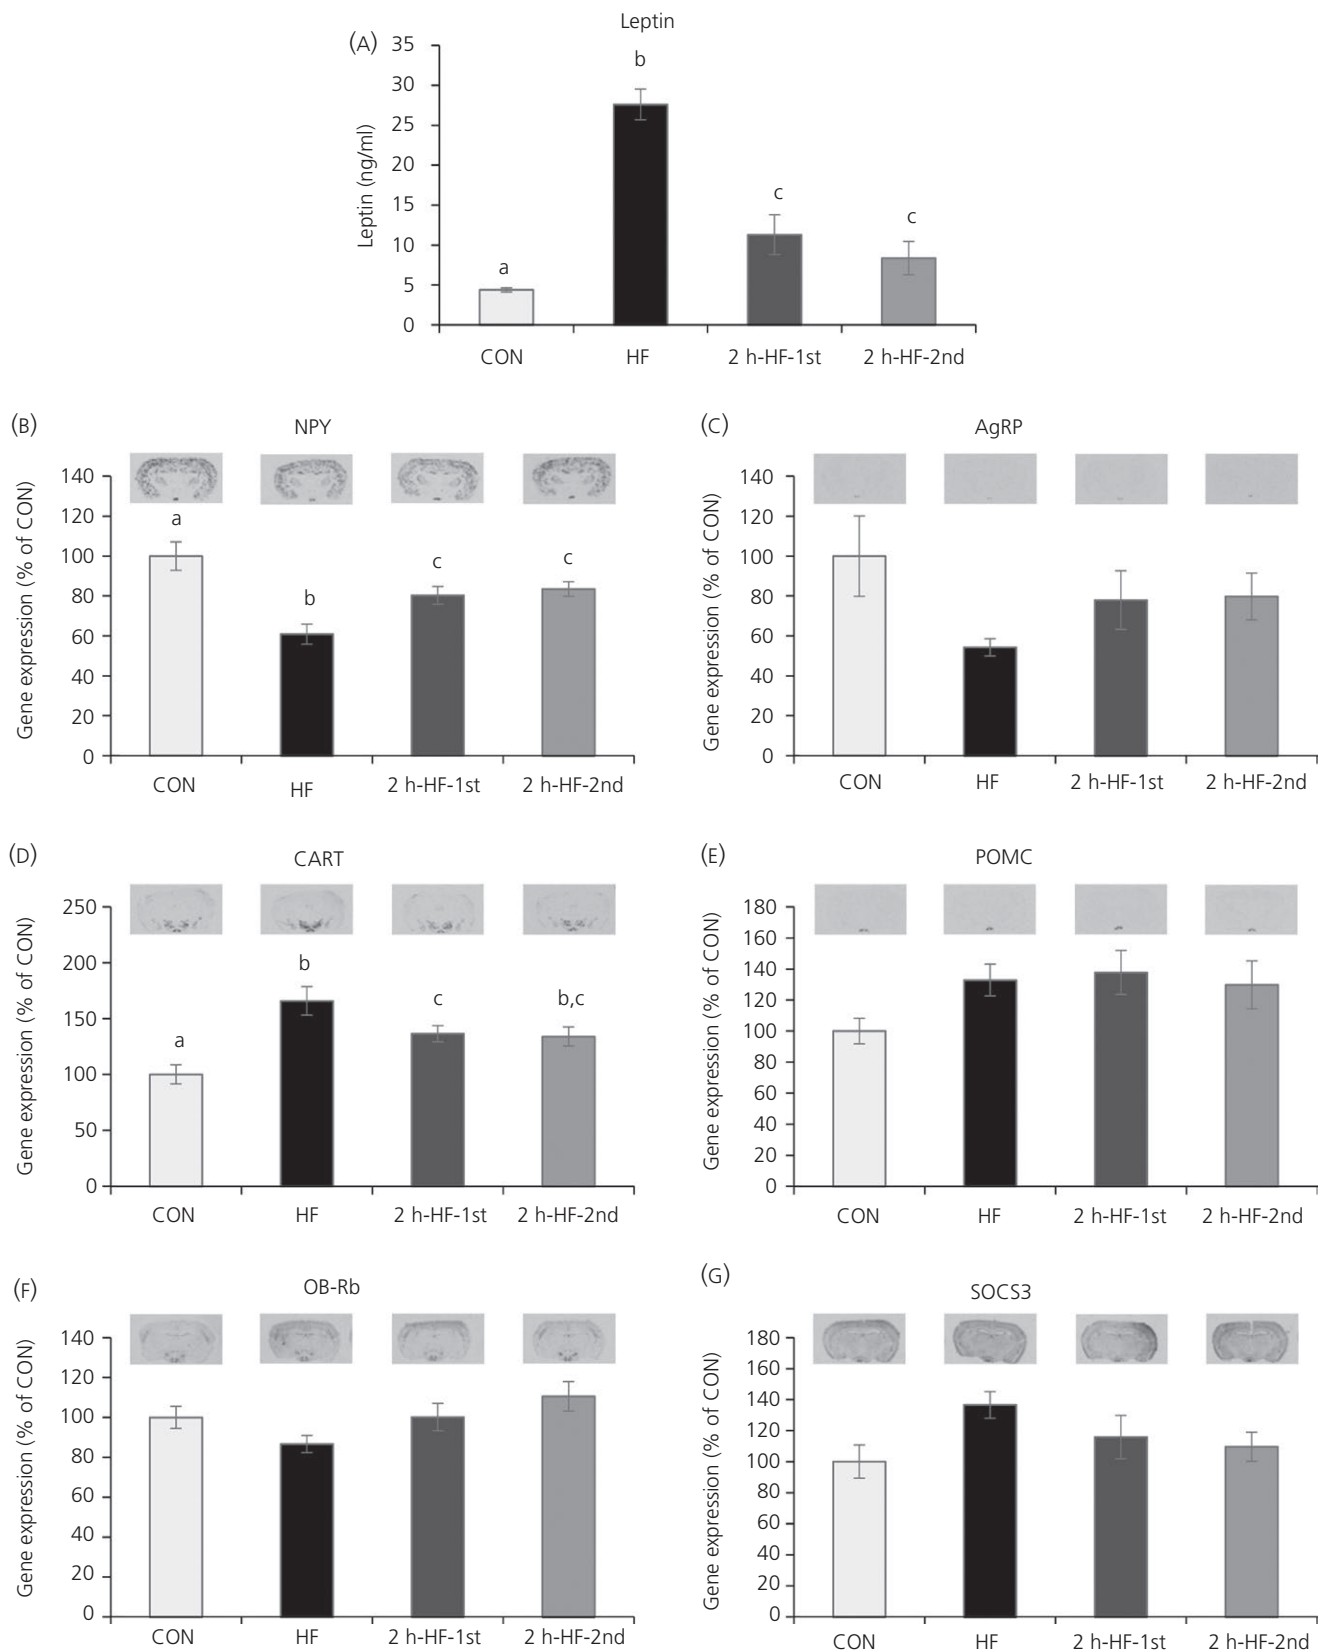 Leptin
(A)
35
30
25
20
15
10
5
0
Leptin (ng/ml)
a
b
c
c
CON HF 2 h-HF-1st 2 h-HF-2nd
(B)
NPY
140
120
100
80
60
40
20
0
Gene expression (% of CON)
a
b
c
c
CON HF 2 h-HF-1st 2 h-HF-2nd
(C)
AgRP
140
120
100
80
60
40
20
0
Gene expression (% of CON)
CON HF 2 h-HF-1st 2 h-HF-2nd
(D)
CART
250
200
150
100
50
0
Gene expression (% of CON)
a
b
c
b,c
CON HF 2 h-HF-1st 2 h-HF-2nd
(E)
POMC
180
160
140
120
100
80
60
40
20
0
Gene expression (% of CON)
CON HF 2 h-HF-1st 2 h-HF-2nd
(F)
OB-Rb
140
120
100
80
60
40
20
0
Gene expression (% of CON)
CON HF 2 h-HF-1st 2 h-HF-2nd
(G)
SOCS3
180
160
140
120
100
80
60
40
20
0
Gene expression (% of CON)
CON HF 2 h-HF-1st 2 h-HF-2nd